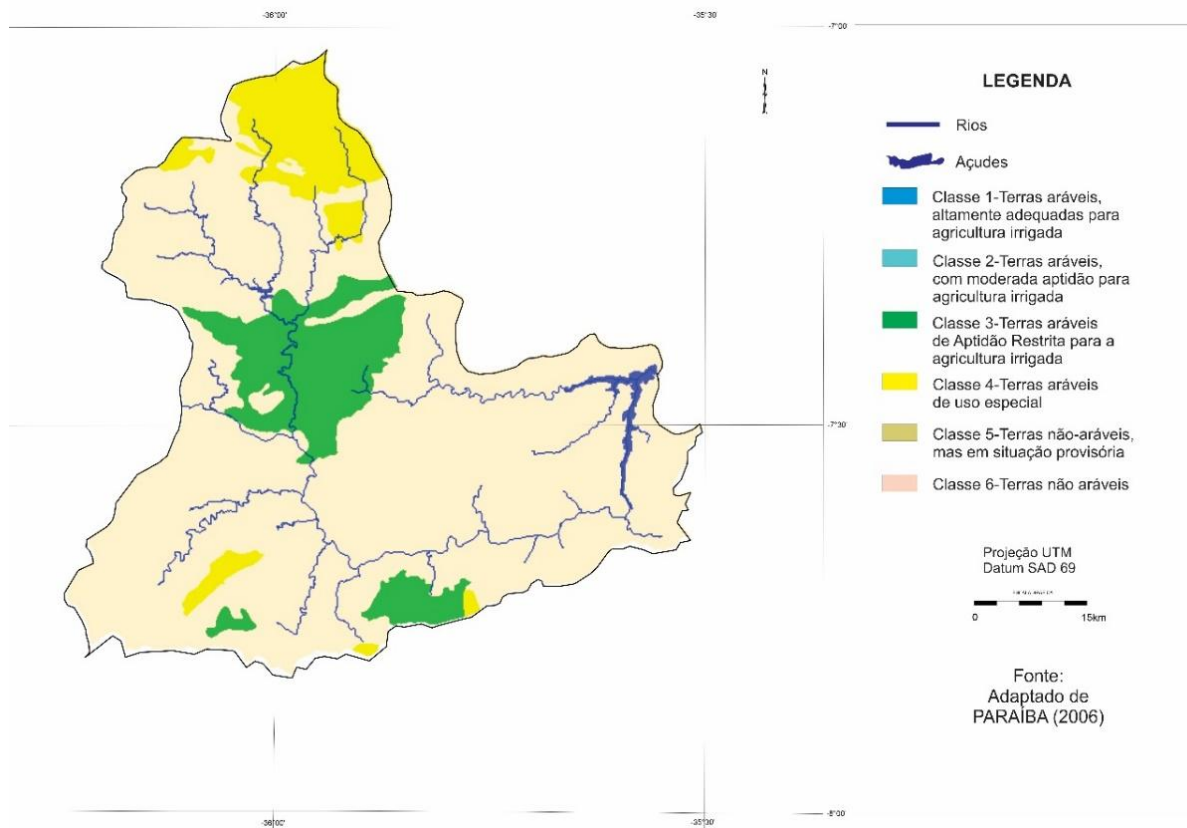 -36°00'
-35°30'
-7°00'
N
LEGENDA
Rios
Açudes
Classe 1-Terras aráveis,
altamente adequadas para
agricultura irrigada
Classe 2-Terras aráveis,
com moderada aptidão para
agricultura irrigada
Classe 3-Terras aráveis
de Aptidão Restrita para a
agricultura irrigada
Classe 4-Terras aráveis
de uso especial
-7°30
Classe 5-Terras não-aráveis,
mas em situação provisória
Classe 6-Terras não aráveis
Projeção UTM
Datum SAD 69
0
15km
Fonte:
Adaptado de
PARAÍBA (2006)
-8°00
-36°00'
-35°30'